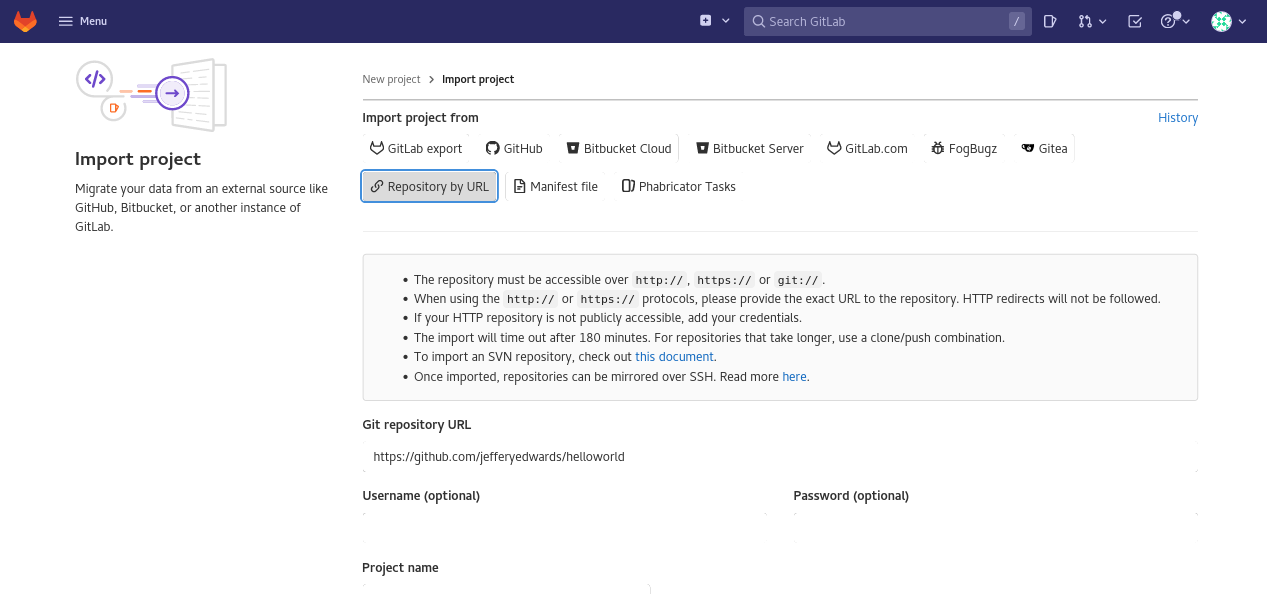 Menu
Search GitLab /
New project > Import project
Import project
Migrate your data from an external source like
GitHub, Bitbucket, or another instance of
GitLab.
Import project from History
GitLab export GitHub Bitbucket Cloud Bitbucket Server GitLab.com FogBugz Gitea
Repository by URL Manifest file Phabricator Tasks
• The repository must be accessible over http://, https:// or git://.
• When using the http:// or https:// protocols, please provide the exact URL to the repository. HTTP redirects will not be followed.
• If your HTTP repository is not publicly accessible, add your credentials.
• The import will time out after 180 minutes. For repositories that take longer, use a clone/push combination.
• To import an SVN repository, check out this document.
• Once imported, repositories can be mirrored over SSH. Read more here.
Git repository URL
https://github.com/jefferyedwards/helloworld
Username (optional) Password (optional)
Project name